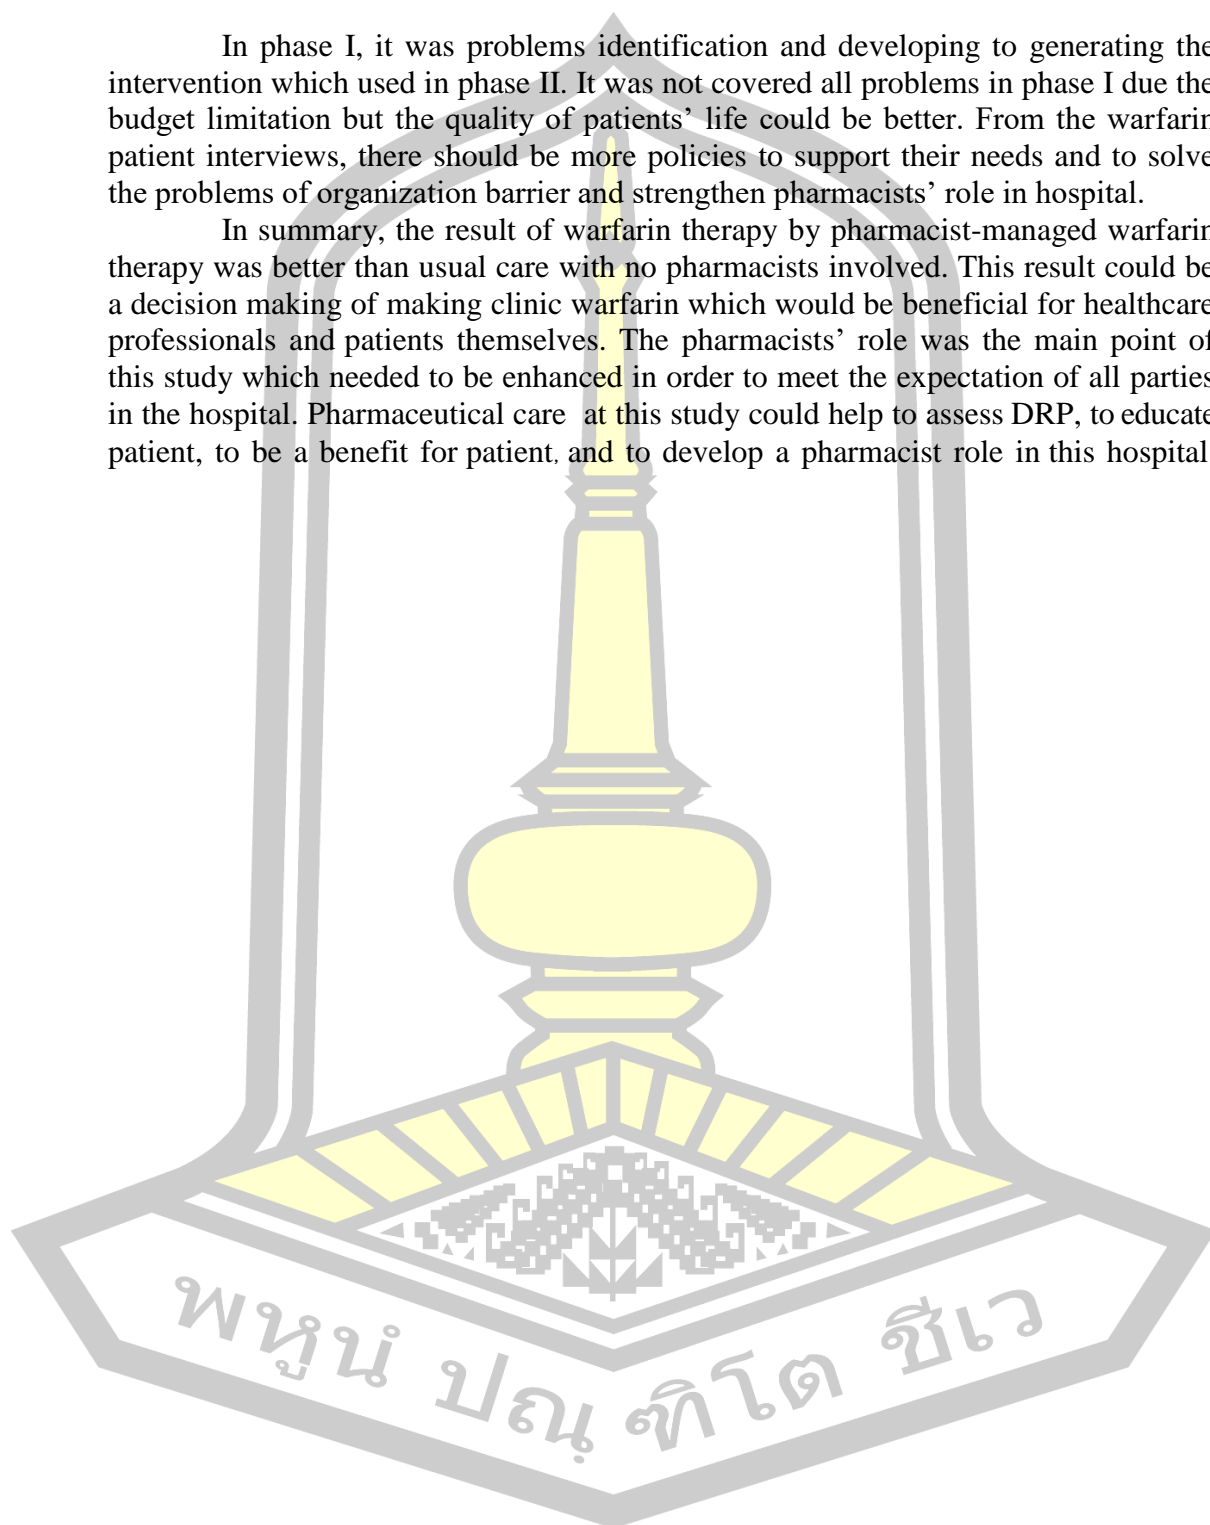 In phase I, it was problems identification and developing to generating the
intervention which used in phase II. It was not covered all problems in phase I due the
budget limitation but the quality of patients’ life could be better. From the warfarin
patient interviews, there should be more policies to support their needs and to solve
the problems of organization barrier and strengthen pharmacists’ role in hospital.
In summary, the result of warfarin therapy by pharmacist-managed warfarin
therapy was better than usual care with no pharmacists involved. This result could be
a decision making of making clinic warfarin which would be beneficial for healthcare
professionals and patients themselves. The pharmacists’ role was the main point of
this study which needed to be enhanced in order to meet the expectation of all parties
in the hospital. Pharmaceutical care at this study could help to assess DRP, to educate
patient, to be a benefit for patient, and to develop a pharmacist role in this hospital
พหูนํ ปณฺฑิโต ชีเว